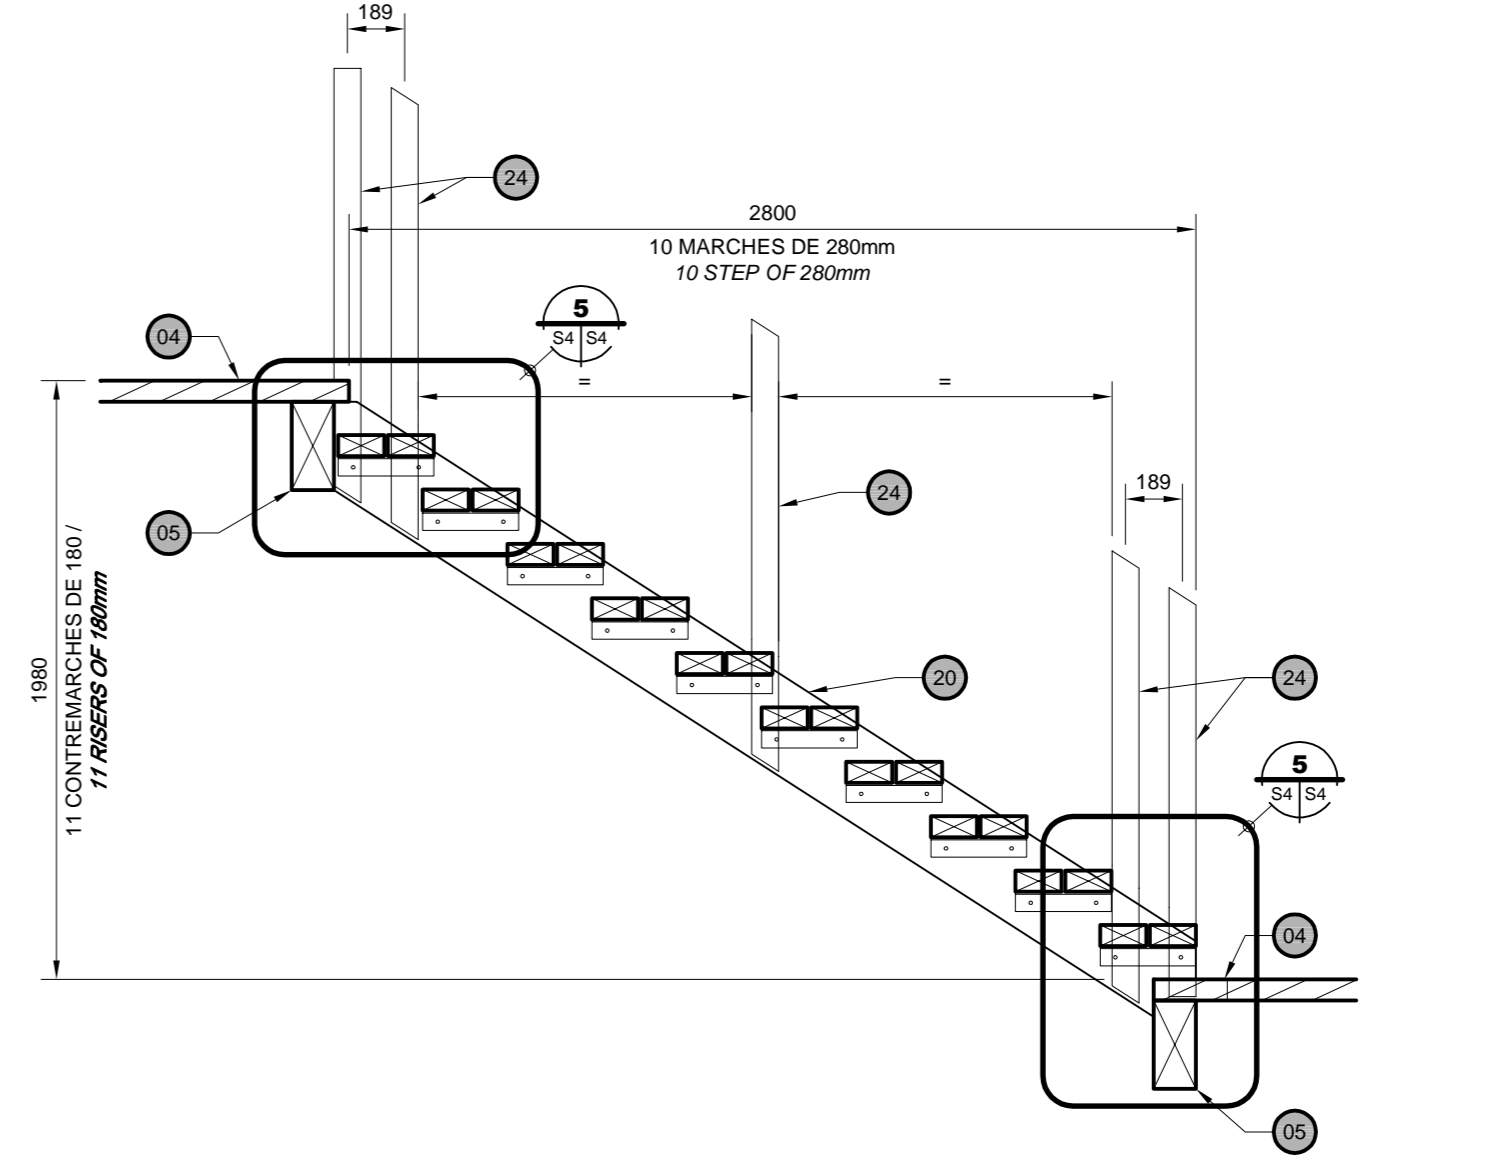 189
24
2800
10 MARCHES DE 280mm
10 STEP OF 280mm
5
S4 S4
04
=
=
24
189
05
11 CONTREMARCHES DE 180 /
11 RISERS OF 180mm
1980
20
24
5
S4 S4
04
05